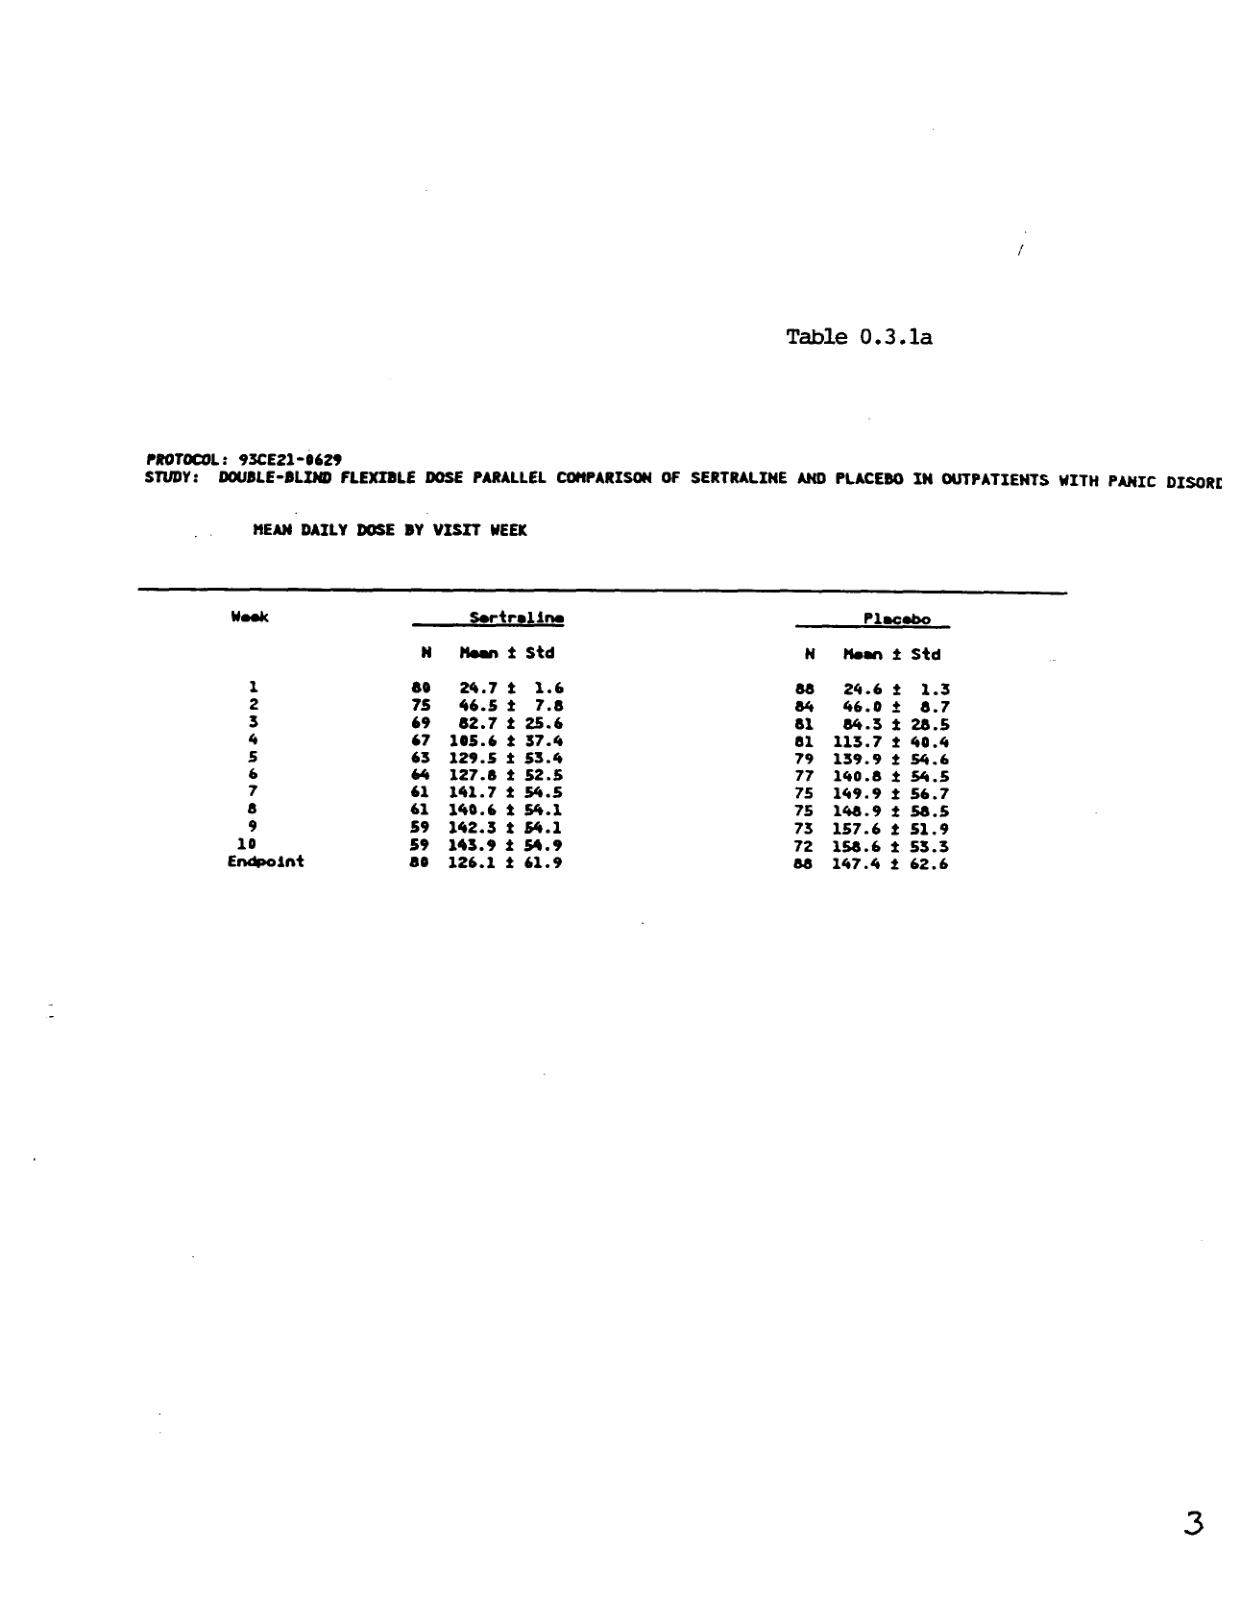 Table 0.3.1a
PROTOCOL: 93CE21-0629
STUDY: DOUBLE-BLIND FLEXIBLE DOSE PARALLEL COMPARISON OF SERTRALINE AND PLACEBO IN OUTPATIENTS WITH PANIC DISORD
MEAN DAILY DOSE BY VISIT WEEK
Week Sertraline Placebo
N Mean ± Std N Mean ± Std
1 80 24.7 ± 1.6 88 24.6 ± 1.3
2 75 46.5 ± 7.8 84 46.0 ± 8.7
3 69 82.7 ± 25.6 81 84.3 ± 28.5
4 67 105.6 ± 37.4 81 113.7 ± 40.4
5 63 129.5 ± 53.4 79 139.9 ± 54.6
6 64 127.8 ± 52.5 77 140.8 ± 54.5
7 61 141.7 ± 54.5 75 149.9 ± 56.7
8 61 140.6 ± 54.1 75 148.9 ± 58.5
9 59 142.3 ± 54.1 73 157.6 ± 51.9
10 59 143.9 ± 54.9 72 158.6 ± 53.3
Endpoint 80 126.1 ± 61.9 88 147.4 ± 62.6
3